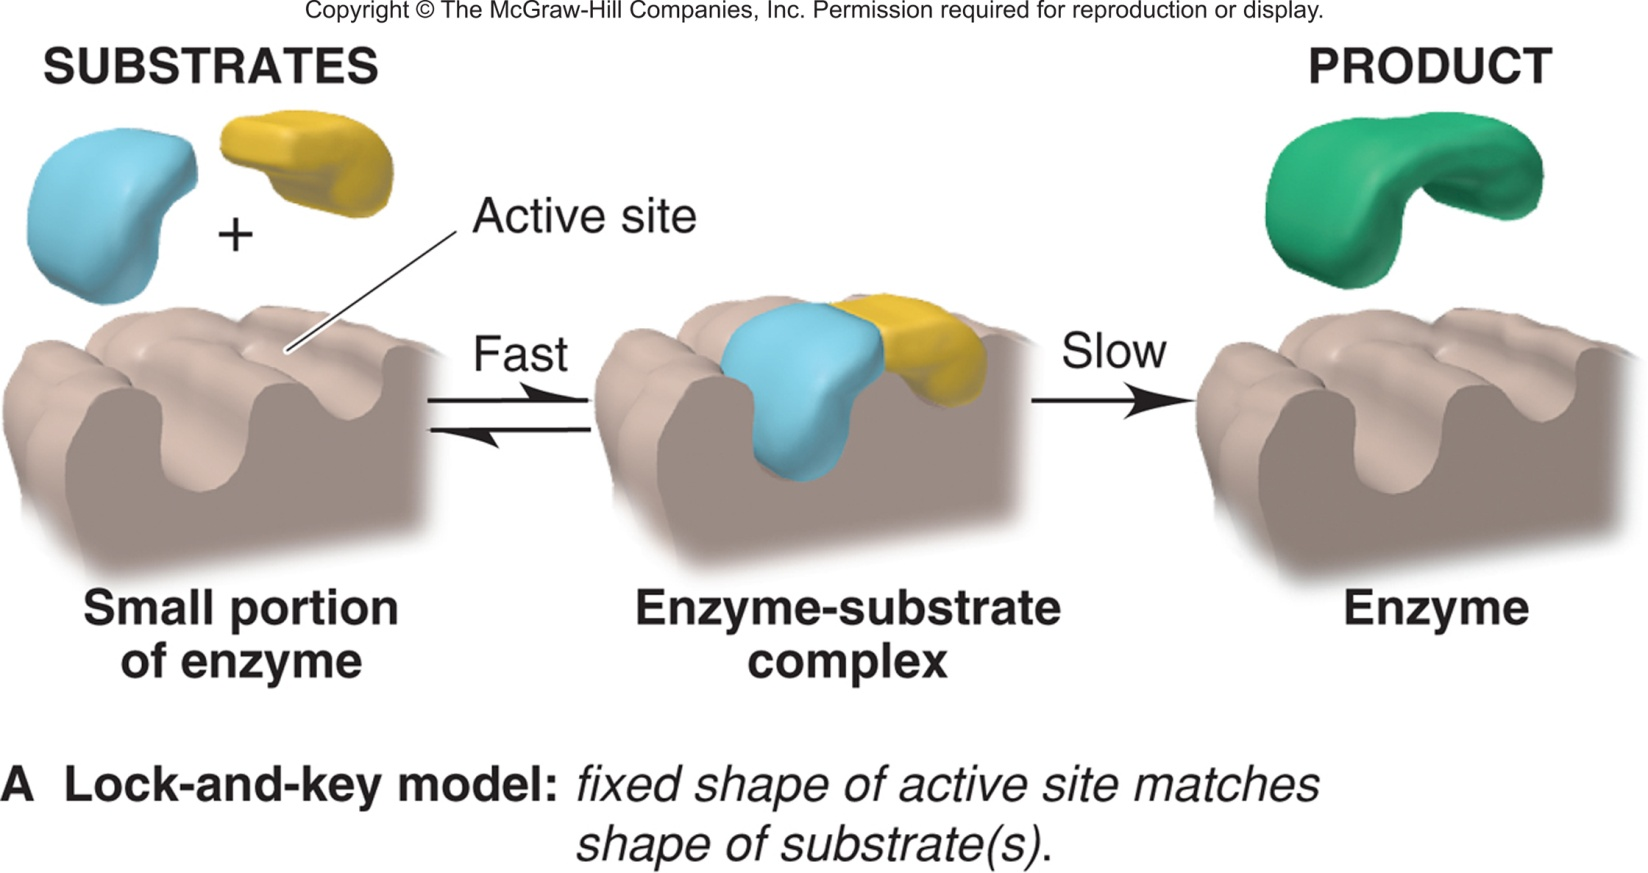 Copyright © The McGraw-Hill Companies, Inc. Permission required for reproduction or display.
SUBSTRATES
PRODUCT
+
Active site
Fast
Slow
Small portion
of enzyme
Enzyme-substrate
complex
Enzyme
A Lock-and-key model: fixed shape of active site matches
shape of substrate(s).